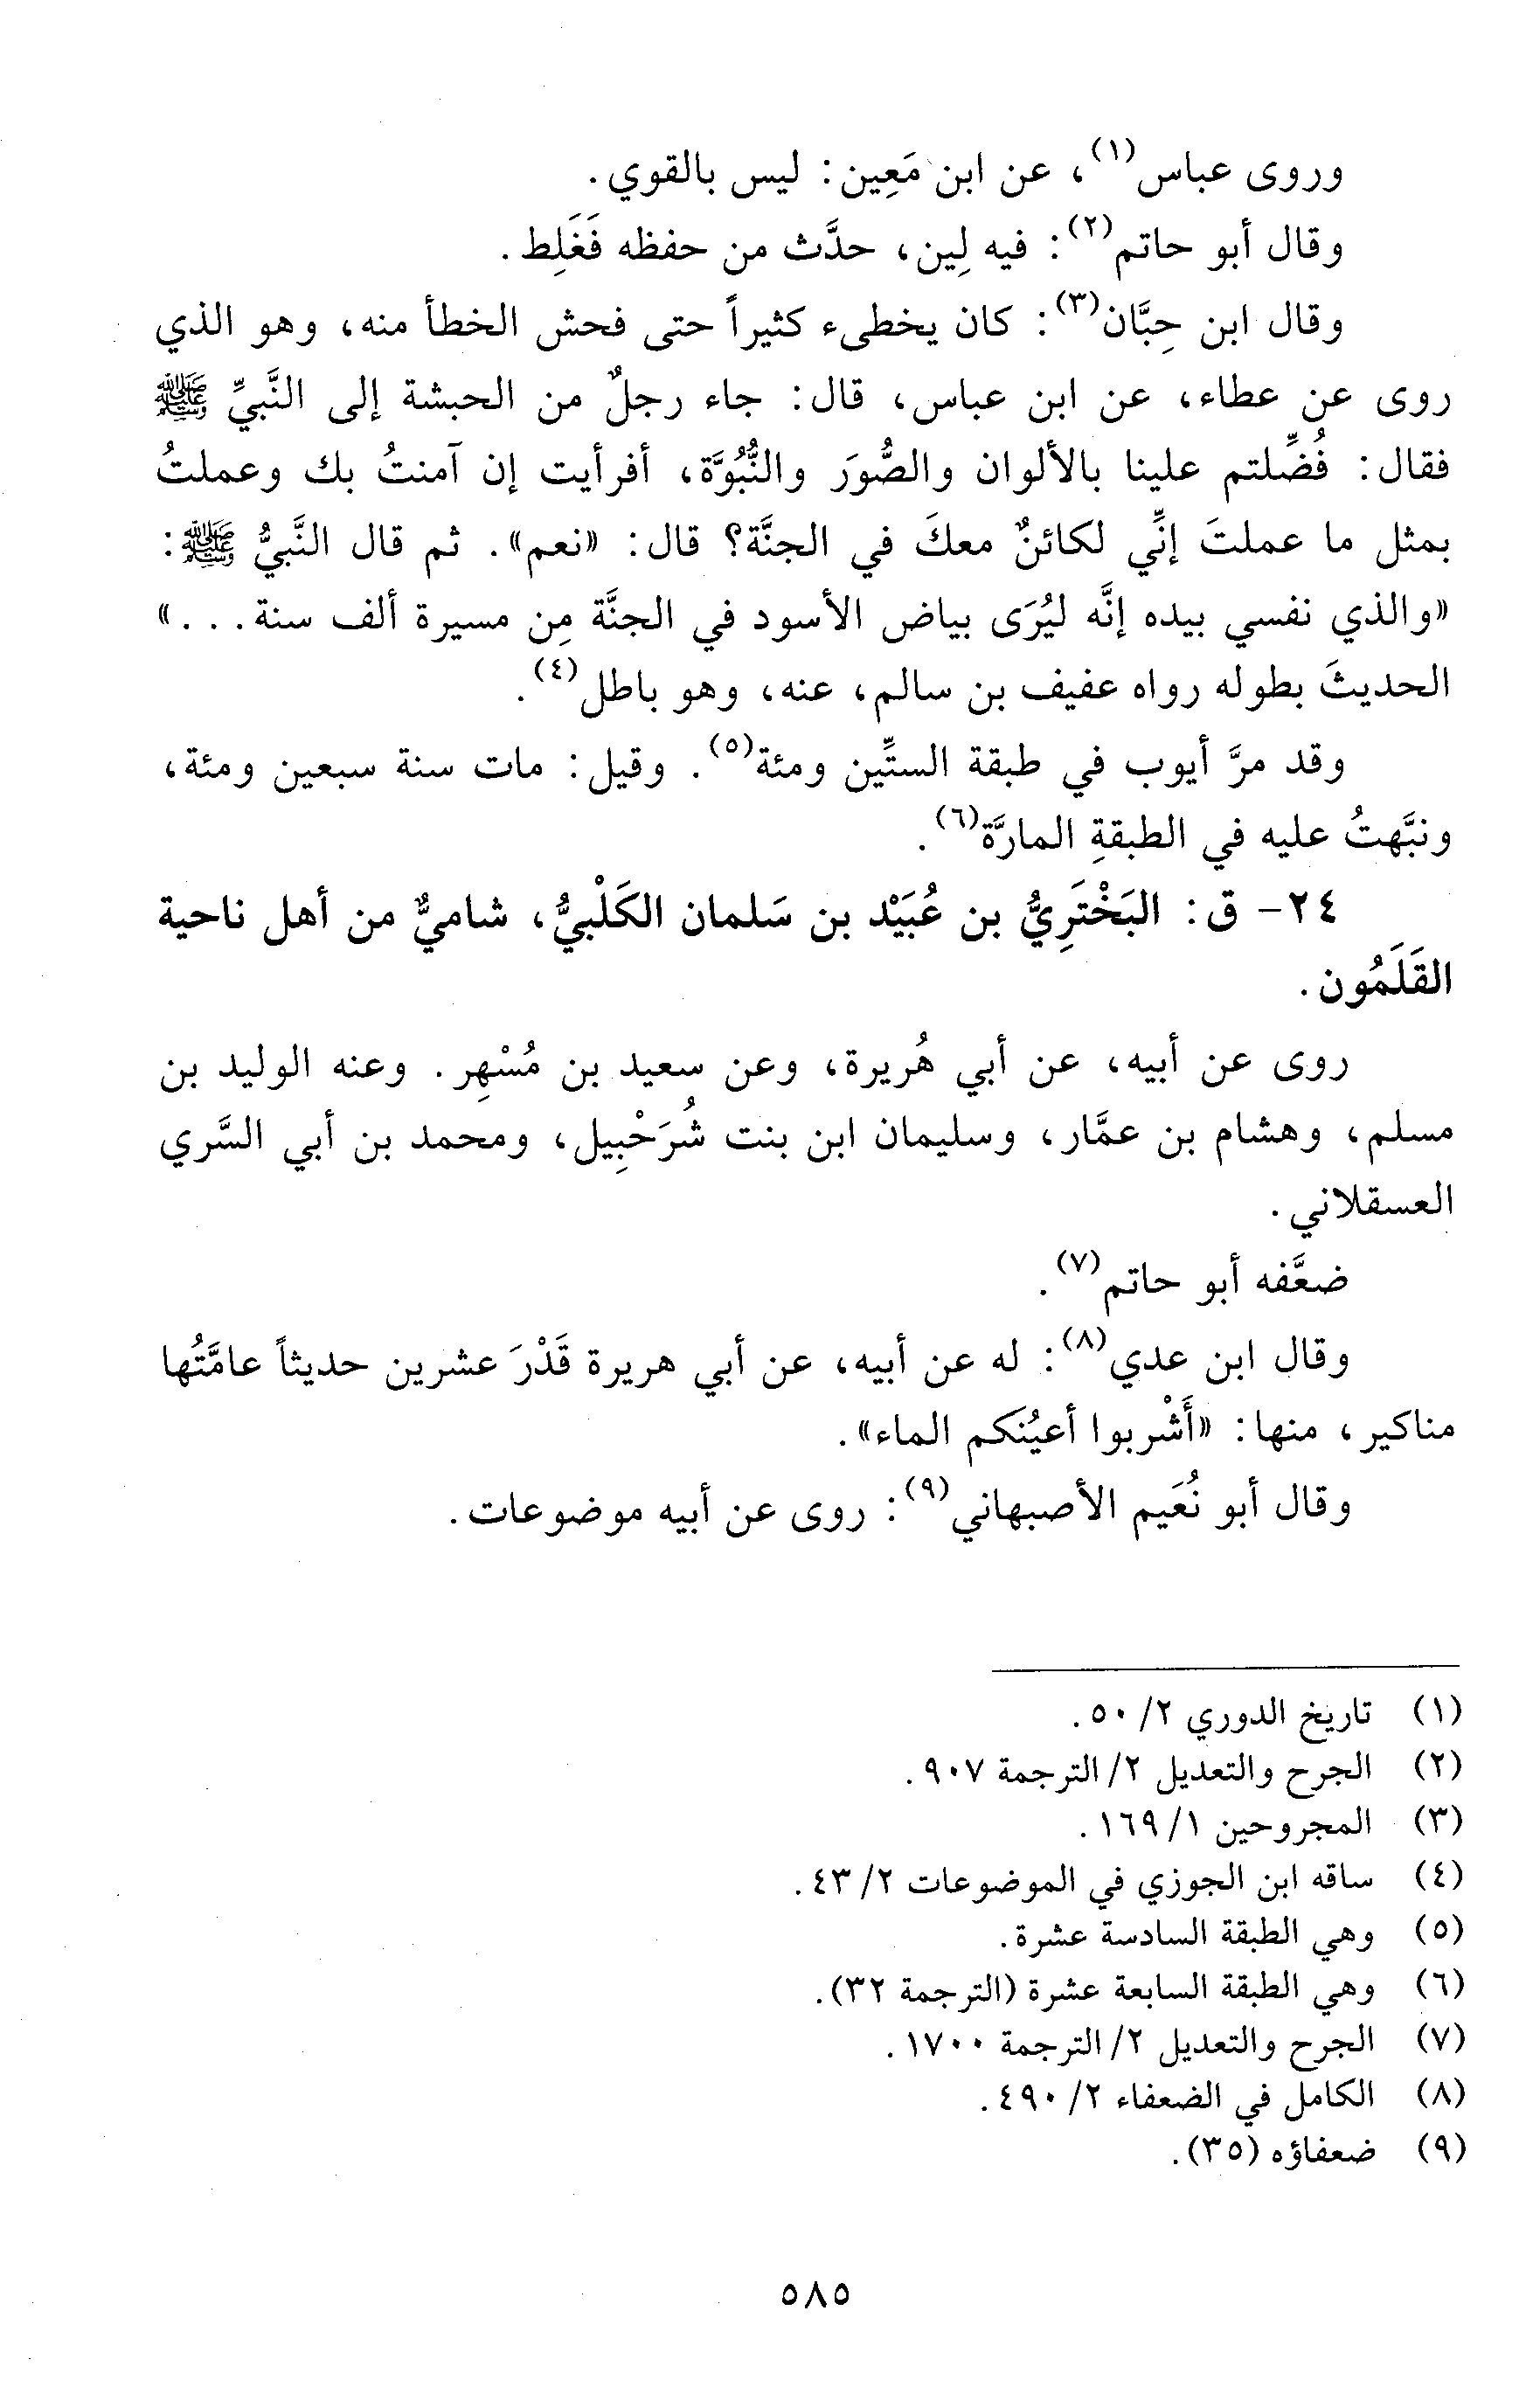 وروى عباس(١)، عن ابن مَعِين: ليس بالقوي.
وقال أبو حاتم(٢): فيه لِين، حدَّث من حفظه فَغَلِط.
وقال ابن حِبَّان(٣): كان يخطىء كثيراً حتى فحش الخطأ منه، وهو الذي
روى عن عطاء، عن ابن عباس، قال: جاء رجلٌ من الحبشة إلى النَّبيِّ ﷺ
فقال: فُضِّلتم علينا بالألوان والصُّوَر والنُّبُوَّة، أفرأيت إن آمنتُ بك وعملتُ
بمثل ما عملتَ إنِّي لكائنٌ معكَ في الجنَّة؟ قال: «نعم». ثم قال النَّبيُّ ﷺ:
«والذي نفسي بيده إنَّه ليُرَى بياض الأسود في الجنَّة مِن مسيرة ألف سنة...»
الحديثَ بطوله رواه عفيف بن سالم، عنه، وهو باطل(٤).
وقد مرَّ أيوب في طبقة الستِّين ومئة(٥). وقيل: مات سنة سبعين ومئة،
ونبَّهتُ عليه في الطبقةِ المارَّة(٦).
٢٤- ق: البَخْتَرِيُّ بن عُبَيْد بن سَلمان الكَلْبيُّ، شاميٌّ من أهل ناحية
القَلَمُون.
روى عن أبيه، عن أبي هُريرة، وعن سعيد بن مُسْهِر. وعنه الوليد بن
مسلم، وهشام بن عمَّار، وسليمان ابن بنت شُرَحْبِيل، ومحمد بن أبي السَّري
العسقلاني.
ضعَّفه أبو حاتم(٧).
وقال ابن عدي(٨): له عن أبيه، عن أبي هريرة قَدْرَ عشرين حديثاً عامَّتُها
مناكير، منها: «أَشْربوا أعيُنكم الماء».
وقال أبو نُعَيم الأصبهاني(٩): روى عن أبيه موضوعات.
(١) تاريخ الدوري ٢/ ٥٠.
(٢) الجرح والتعديل ٢/ الترجمة ٩٠٧.
(٣) المجروحين ١/ ١٦٩.
(٤) ساقه ابن الجوزي في الموضوعات ٢/ ٤٣.
(٥) وهي الطبقة السادسة عشرة.
(٦) وهي الطبقة السابعة عشرة (الترجمة ٣٢).
(٧) الجرح والتعديل ٢/ الترجمة ١٧٠٠.
(٨) الكامل في الضعفاء ٢/ ٤٩٠.
(٩) ضعفاؤه (٣٥).
٥٨٥